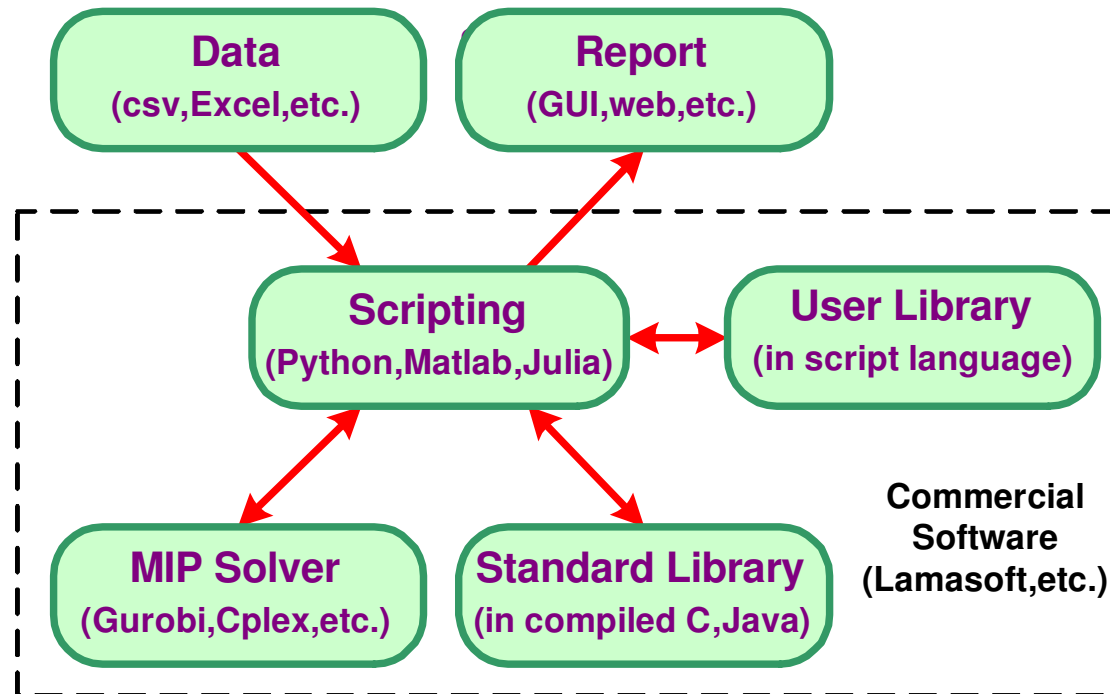 Data
(csv,Excel,etc.)
Report
(GUI,web,etc.)
Scripting
(Python,Matlab,Julia)
User Library
(in script language)
MIP Solver
(Gurobi,Cplex,etc.)
Standard Library
(in compiled C,Java)
Commercial
Software
(Lamasoft,etc.)